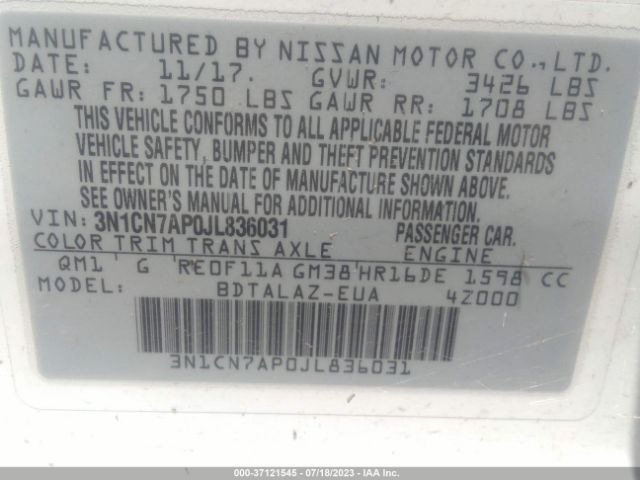 MANUFACTURED BY NISSAN MOTOR CO., LTD.
DATE: 11/17. GVWR: 3426 LBS
GAWR FR: 1750 LBS GAWR RR: 1708 LBS
THIS VEHICLE CONFORMS TO ALL APPLICABLE FEDERAL MOTOR
VEHICLE SAFETY, BUMPER AND THEFT PREVENTION STANDARDS
IN EFFECT ON THE DATE OF MANUFACTURE SHOWN ABOVE.
SEE OWNER'S MANUAL FOR ADDITIONAL INFORMATION.
VIN: 3N1CN7AP0JL836031 PASSENGER CAR.
COLOR TRIM TRANS AXLE ENGINE
QM1 G RE0F11A GM38 HR16DE 1598 CC
MODEL: BDTALAZ-EUA 4Z000
3N1CN7AP0JL836031
000-37121545 - 07/18/2023 - IAAI.com